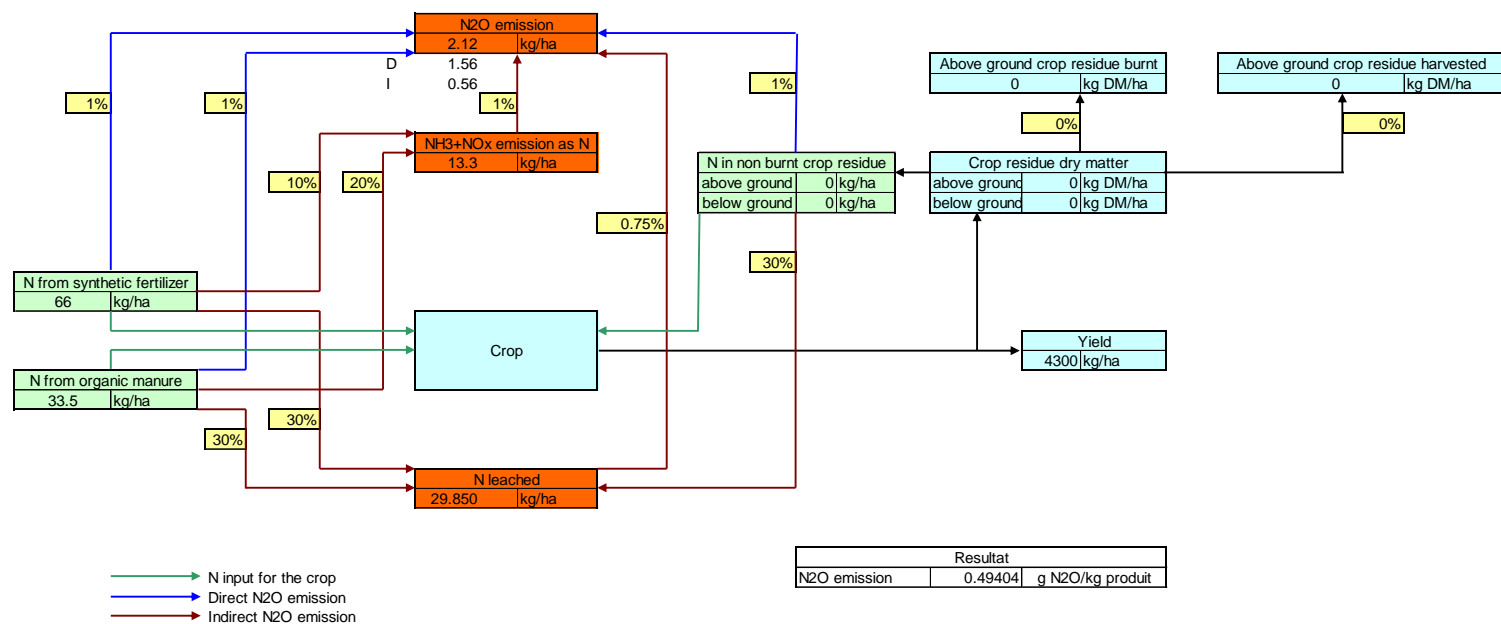 N2O emission
2.12 kg/ha
D 1.56
I 0.56
Above ground crop residue burnt
0 kg DM/ha
Above ground crop residue harvested
0 kg DM/ha
1%
1%
1%
1%
0%
0%
NH3+NOx emission as N
13.3 kg/ha
N in non burnt crop residue
above ground 0 kg/ha
below ground 0 kg/ha
Crop residue dry matter
above ground 0 kg DM/ha
below ground 0 kg DM/ha
10%
20%
0.75%
30%
N from synthetic fertilizer
66 kg/ha
Crop
Yield
4300 kg/ha
N from organic manure
33.5 kg/ha
30%
30%
N leached
29.850 kg/ha
Resultat
N2O emission 0.49404 g N2O/kg produit
N input for the crop
Direct N2O emission
Indirect N2O emission